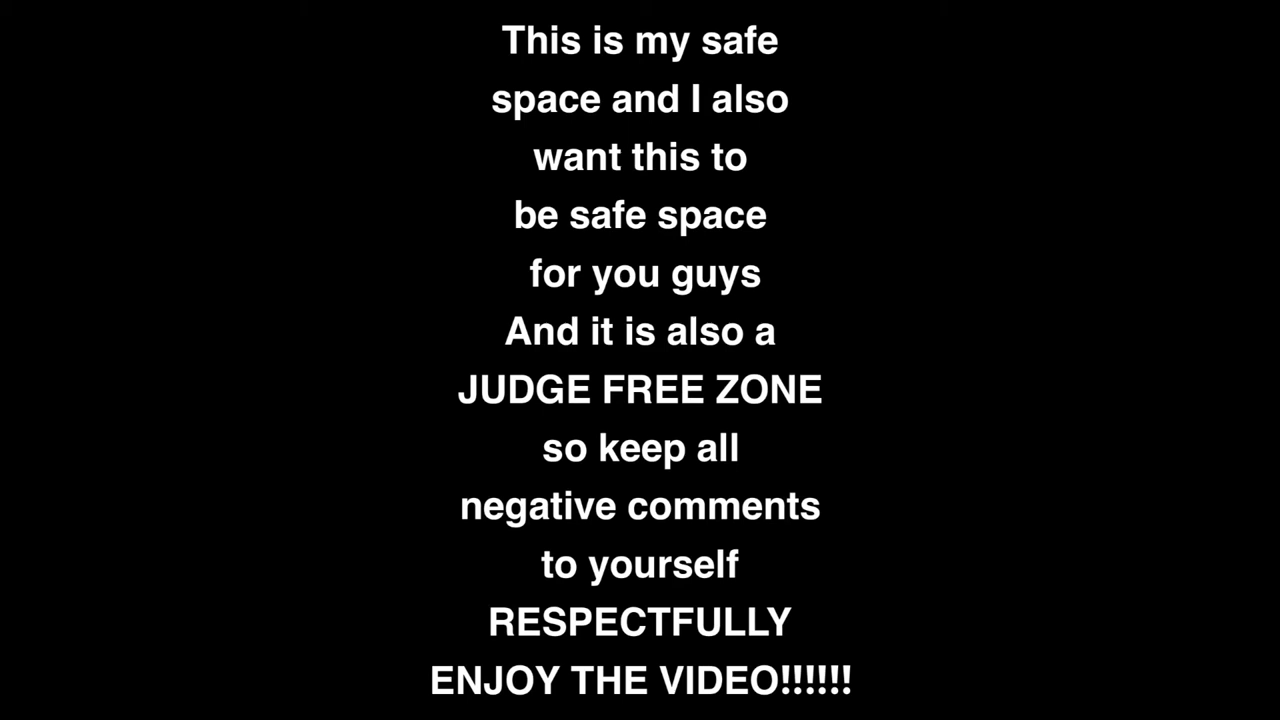 This is my safe
space and I also
want this to
be safe space
for you guys
And it is also a
JUDGE FREE ZONE
so keep all
negative comments
to yourself
RESPECTFULLY
ENJOY THE VIDEO!!!!!!